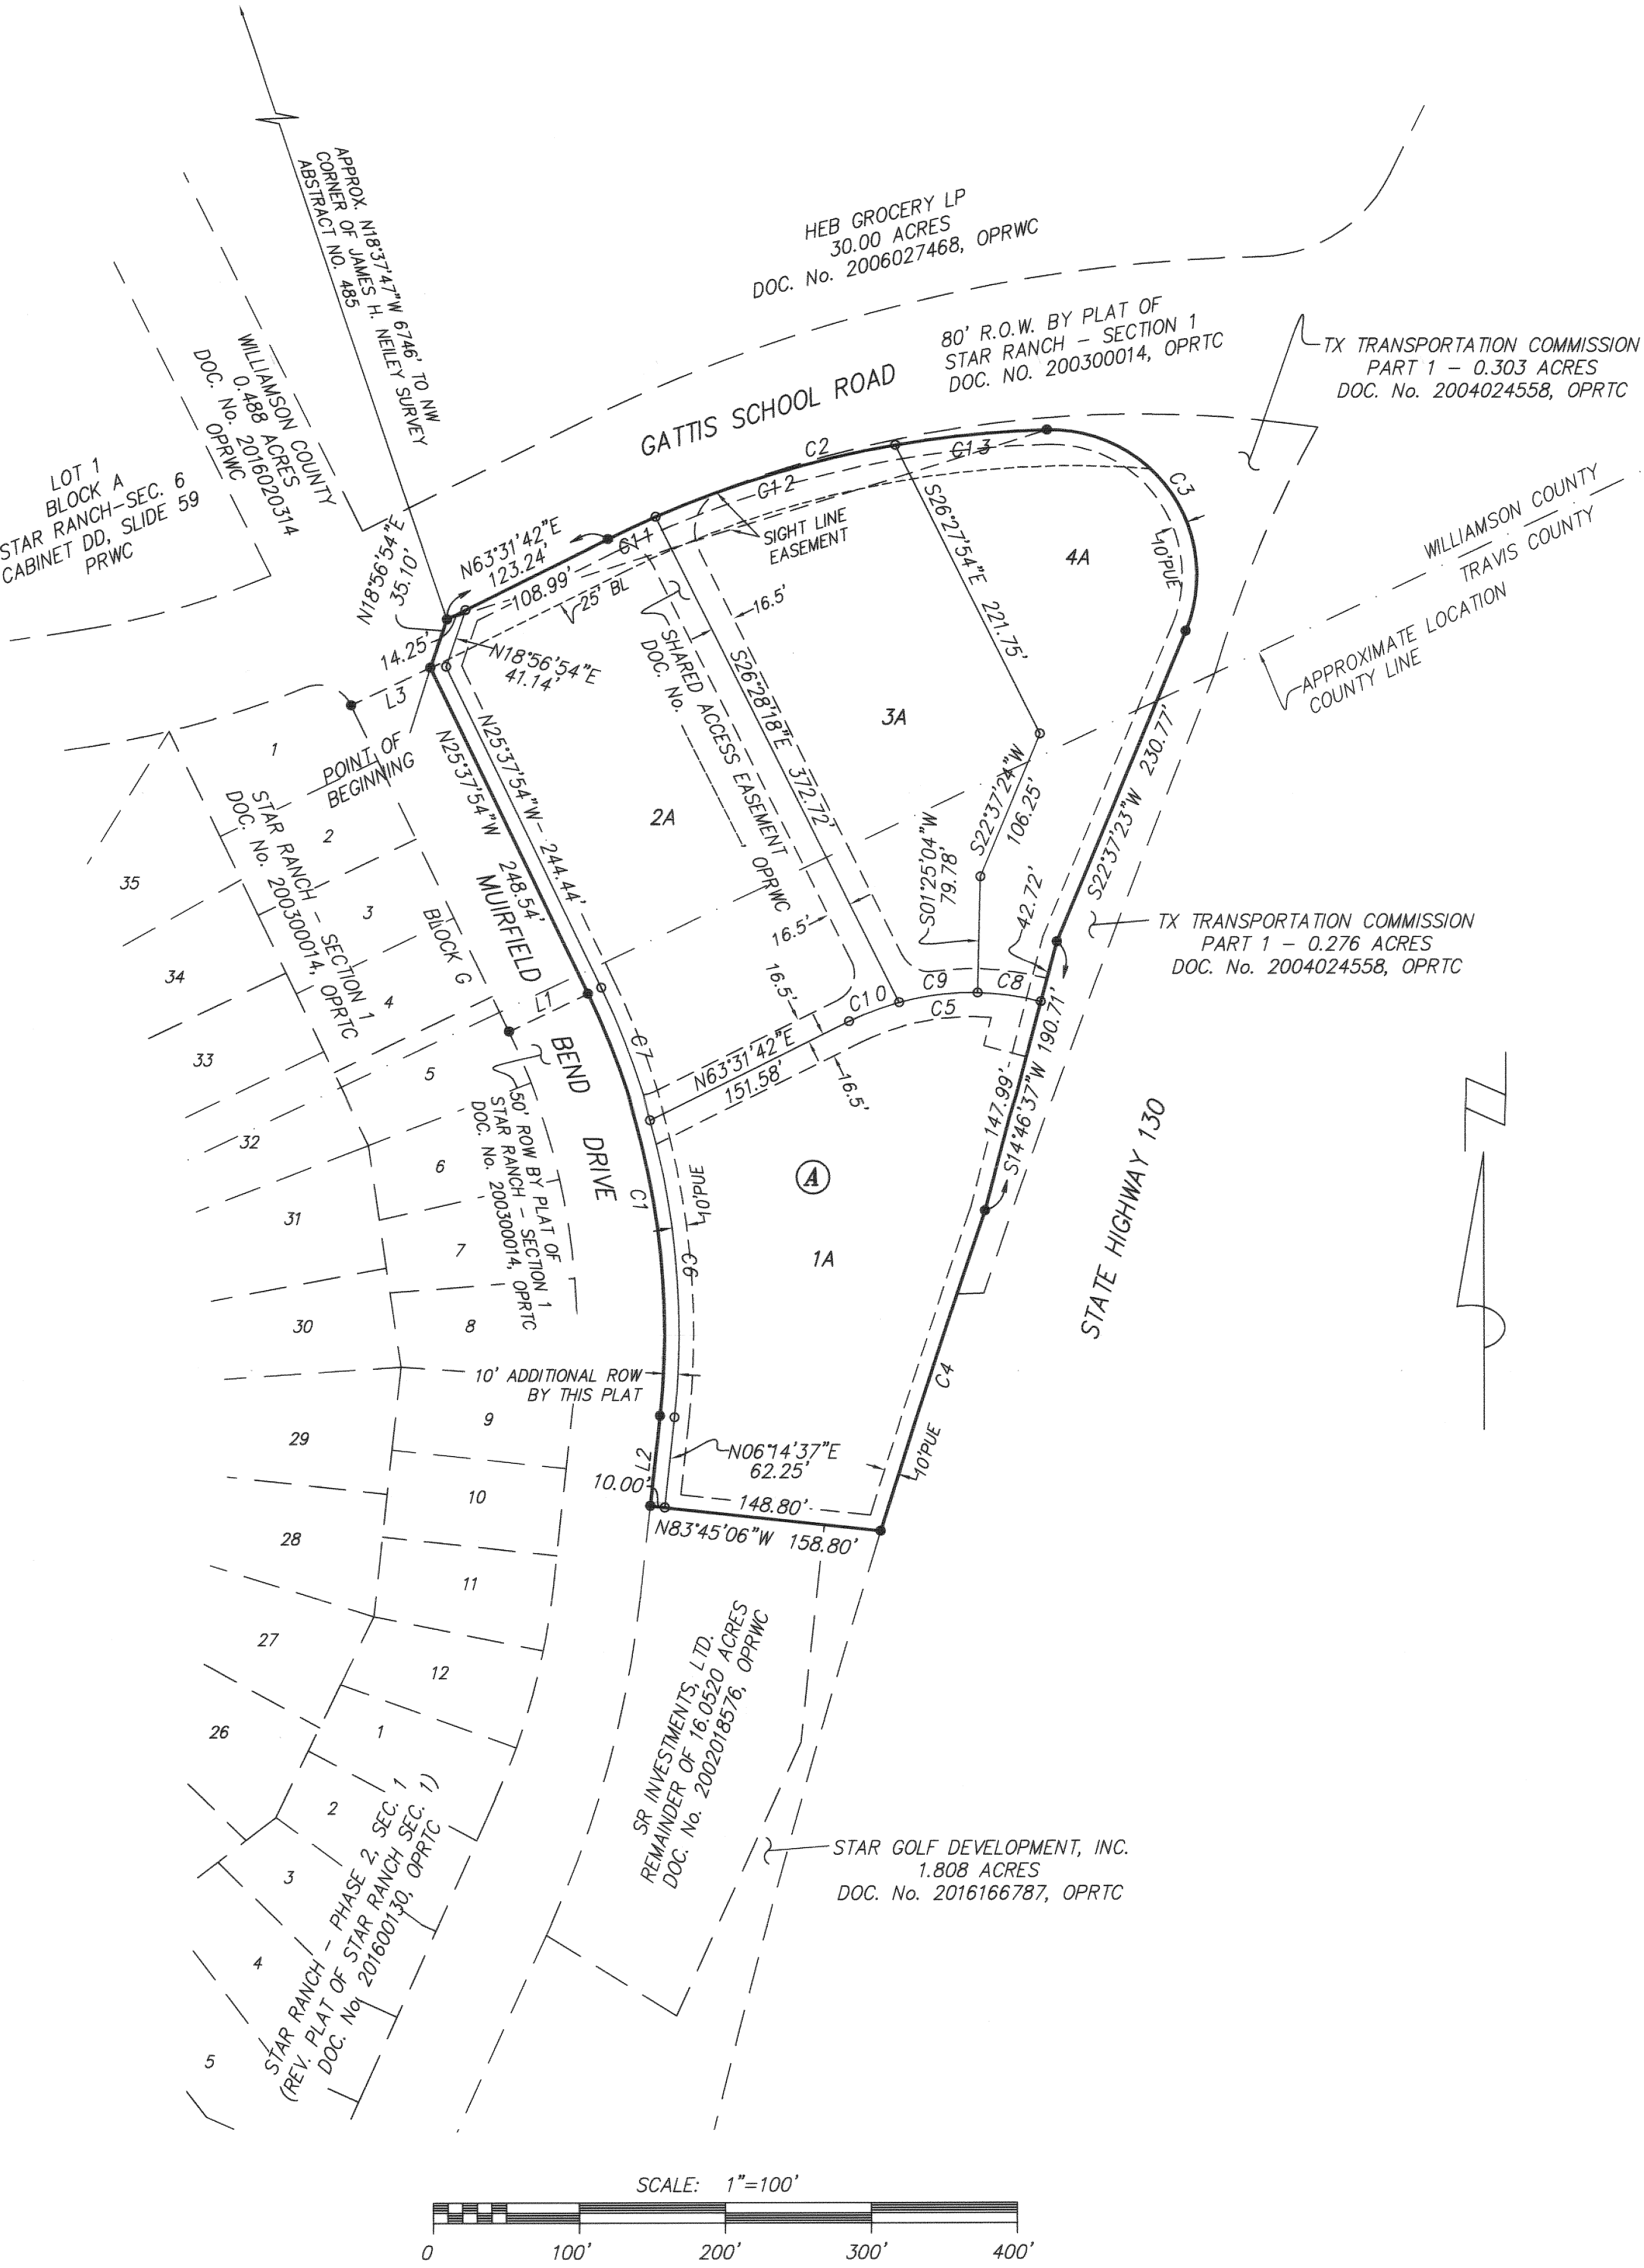 APPROX. N18°37'47"W 6746' TO NW
CORNER OF JAMES H. NEILEY SURVEY
ABSTRACT NO. 485
HEB GROCERY LP
30.00 ACRES
DOC. No. 2006027468, OPRWC
80' R.O.W. BY PLAT OF
STAR RANCH - SECTION 1
DOC. NO. 200300014, OPRTC
TX TRANSPORTATION COMMISSION
PART 1 - 0.303 ACRES
DOC. No. 2004024558, OPRTC
WILLIAMSON COUNTY
0.488 ACRES
DOC. No. 2016020314
OPRWC
GATTIS SCHOOL ROAD
LOT 1
BLOCK A
STAR RANCH-SEC. 6
CABINET DD, SLIDE 59
PRWC
C2
C13
C12
C11
C3
SIGHT LINE
EASEMENT
WILLIAMSON COUNTY
TRAVIS COUNTY
APPROXIMATE LOCATION
COUNTY LINE
N18°56'54"E
35.10'
N63°31'42"E
123.24'
108.99'
25' BL
14.25'
N18°56'54"E
41.14'
L3
POINT OF
BEGINNING
16.5'
S26°27'54"E 221.75'
4A
10'PUE
SHARED ACCESS EASEMENT
DOC. No. , OPRWC
S26°28'18"E 372.72'
3A
2A
N25°37'54"W 244.44'
N25°37'54"W 248.54'
S22°37'24"W
106.25'
S22°37'23"W 230.77'
S01°25'04"W
79.78'
42.72'
TX TRANSPORTATION COMMISSION
PART 1 - 0.276 ACRES
DOC. No. 2004024558, OPRTC
1
2
3
4
35
34
33
STAR RANCH - SECTION 1
DOC. No. 200300014, OPRTC
BLOCK G
MUIRFIELD
BEND
DRIVE
L1
16.5'
16.5'
C10
C9
C8
C5
C7
N63°31'42"E
151.58'
16.5'
S14°46'37"W 190.71'
147.99'
5
6
7
8
32
31
30
50' ROW BY PLAT OF
STAR RANCH - SECTION 1
DOC. No. 200300014, OPRTC
C1
10'PUE
C6
A
1A
STATE HIGHWAY 130
10' ADDITIONAL ROW
BY THIS PLAT
C4
10'PUE
9
29
10
28
11
27
12
26
L2
10.00'
N06°14'37"E
62.25'
148.80'
N83°45'06"W 158.80'
1
2
3
4
5
STAR RANCH - PHASE 2, SEC. 1
(REV. PLAT OF STAR RANCH SEC. 1)
DOC. No. 201600130, OPRTC
SR INVESTMENTS, LTD.
REMAINDER OF 16.0520 ACRES
DOC. No. 2002018576, OPRWC
STAR GOLF DEVELOPMENT, INC.
1.808 ACRES
DOC. No. 2016166787, OPRTC
SCALE: 1"=100'
0 100' 200' 300' 400'